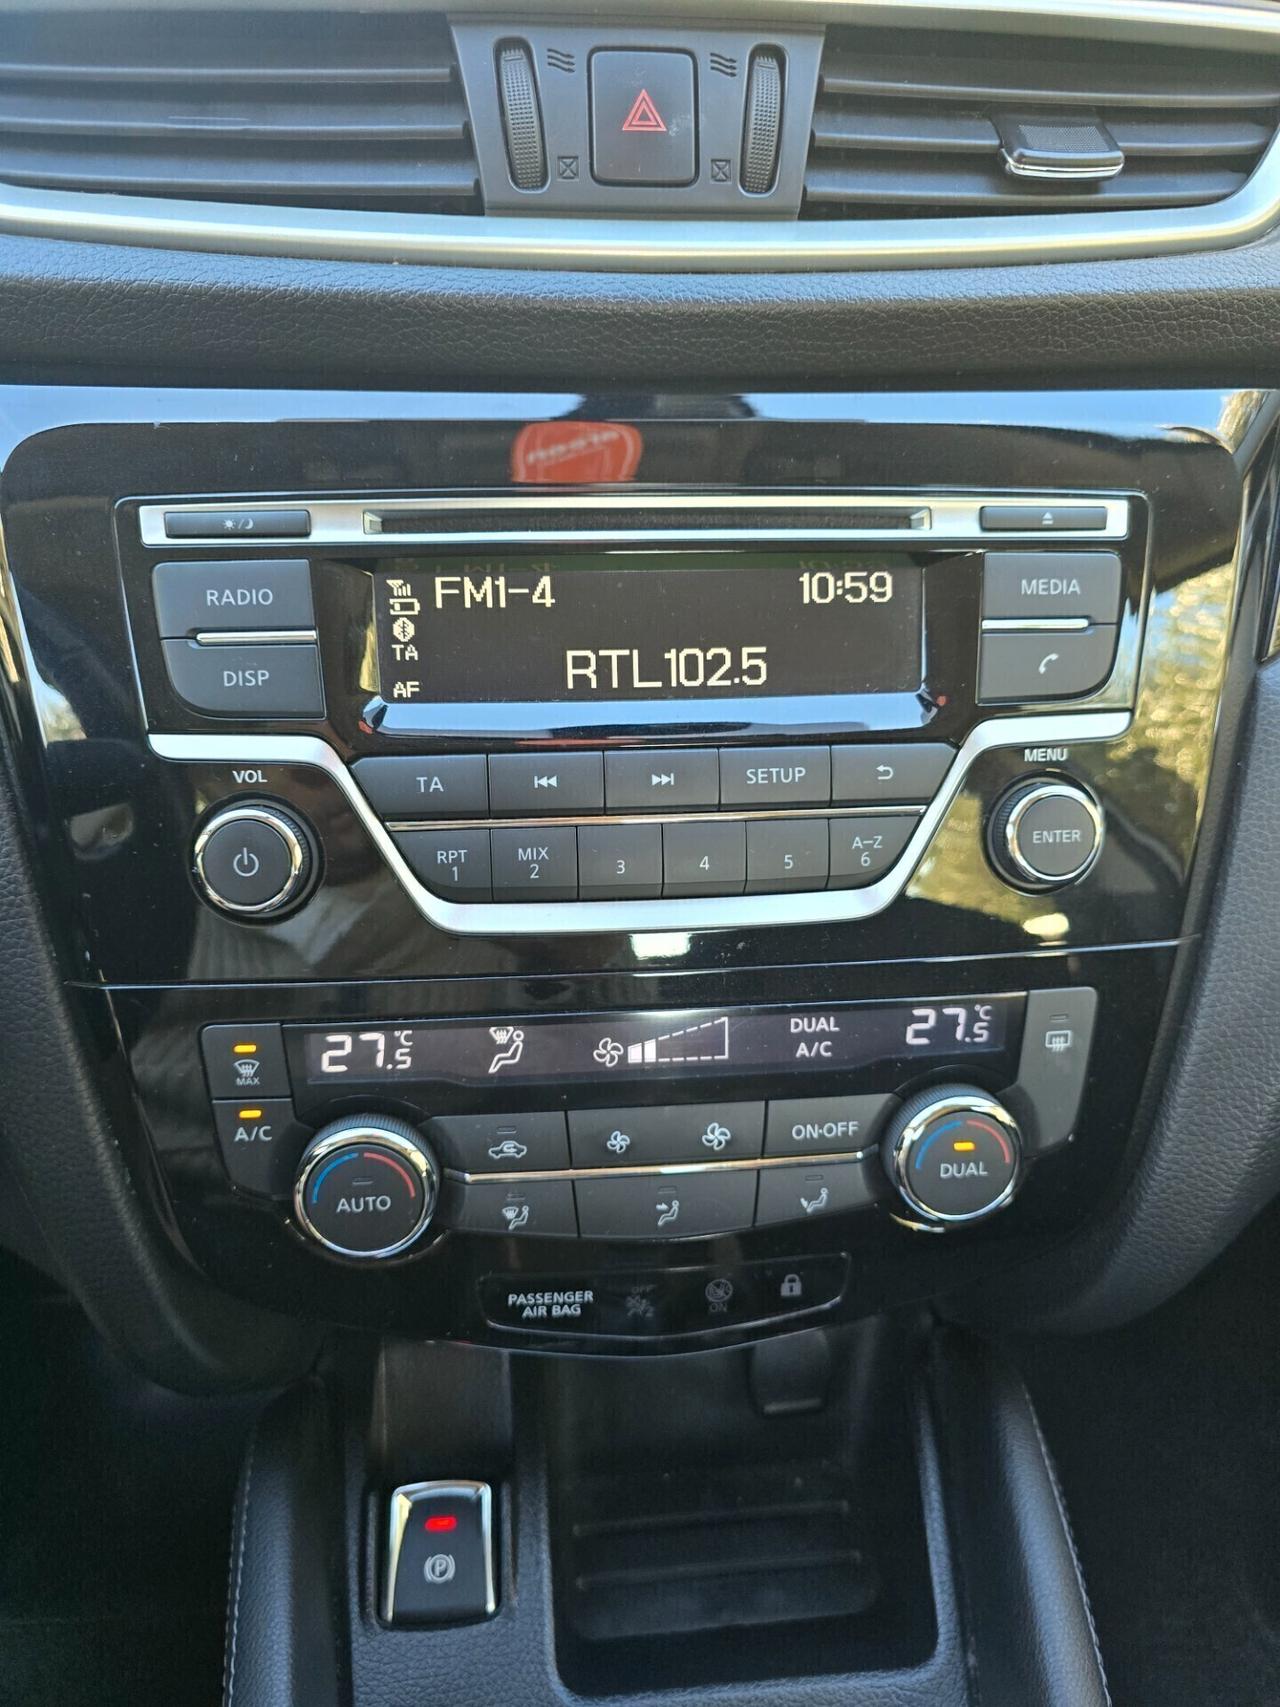 RADIO
FM1-4 10:59
MEDIA
TA
DISP
AF
RTL102.5
VOL
MENU
TA
SETUP
ENTER
RPT
1
MIX
2
3
4
5
A-Z
6
27.5°C
DUAL
A/C
27.5°C
MAX
A/C
ON·OFF
AUTO
DUAL
PASSENGER
AIR BAG
OFF
ON
P